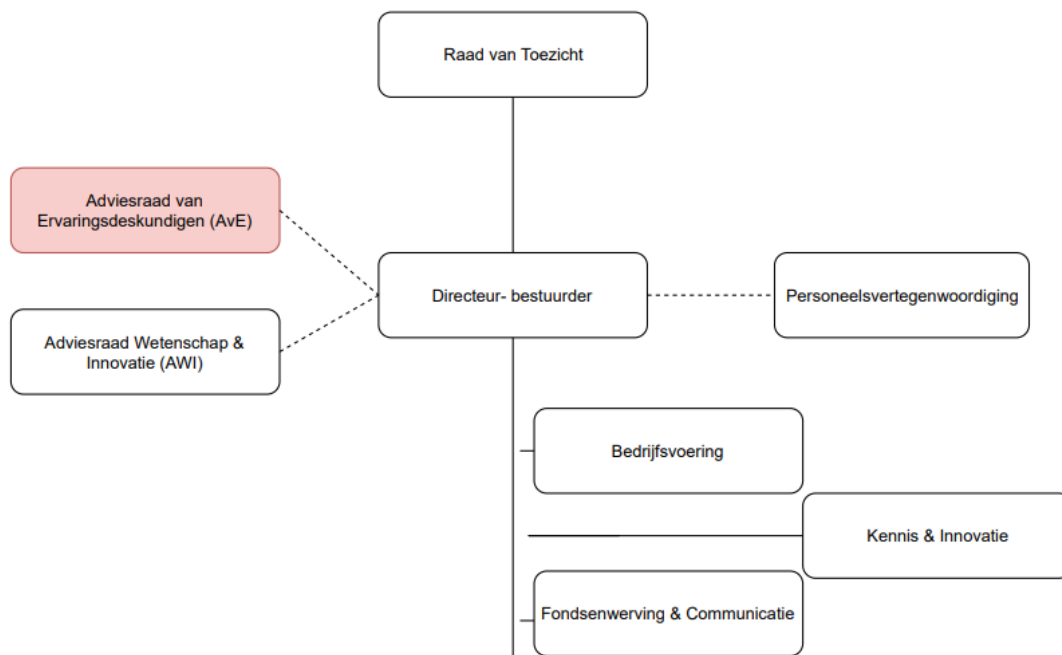 Raad van Toezicht
Adviesraad van
Ervaringsdeskundigen (AvE)
Directeur- bestuurder
Personeelsvertegenwoordiging
Adviesraad Wetenschap &
Innovatie (AWI)
Bedrijfsvoering
Kennis & Innovatie
Fondsenwerving & Communicatie